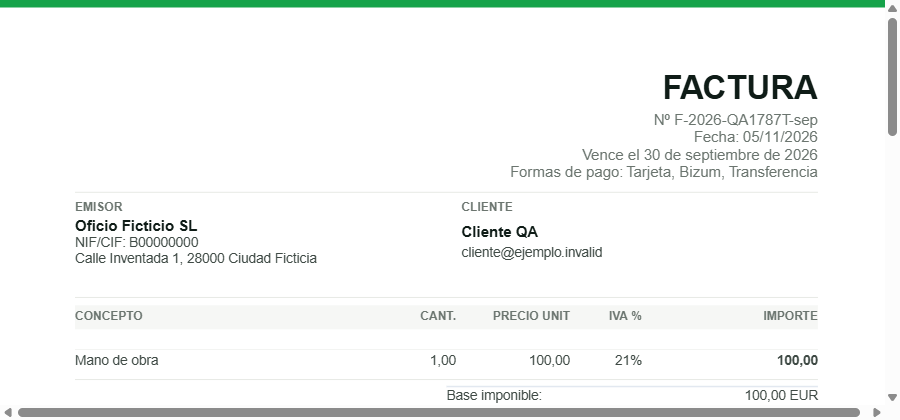 FACTURA
Nº F-2026-QA1787T-sep
Fecha: 05/11/2026
Vence el 30 de septiembre de 2026
Formas de pago: Tarjeta, Bizum, Transferencia
EMISOR
Oficio Ficticio SL
NIF/CIF: B00000000
Calle Inventada 1, 28000 Ciudad Ficticia
CLIENTE
Cliente QA
cliente@ejemplo.invalid
CONCEPTO CANT. PRECIO UNIT IVA % IMPORTE
Mano de obra 1,00 100,00 21% 100,00
Base imponible: 100,00 EUR